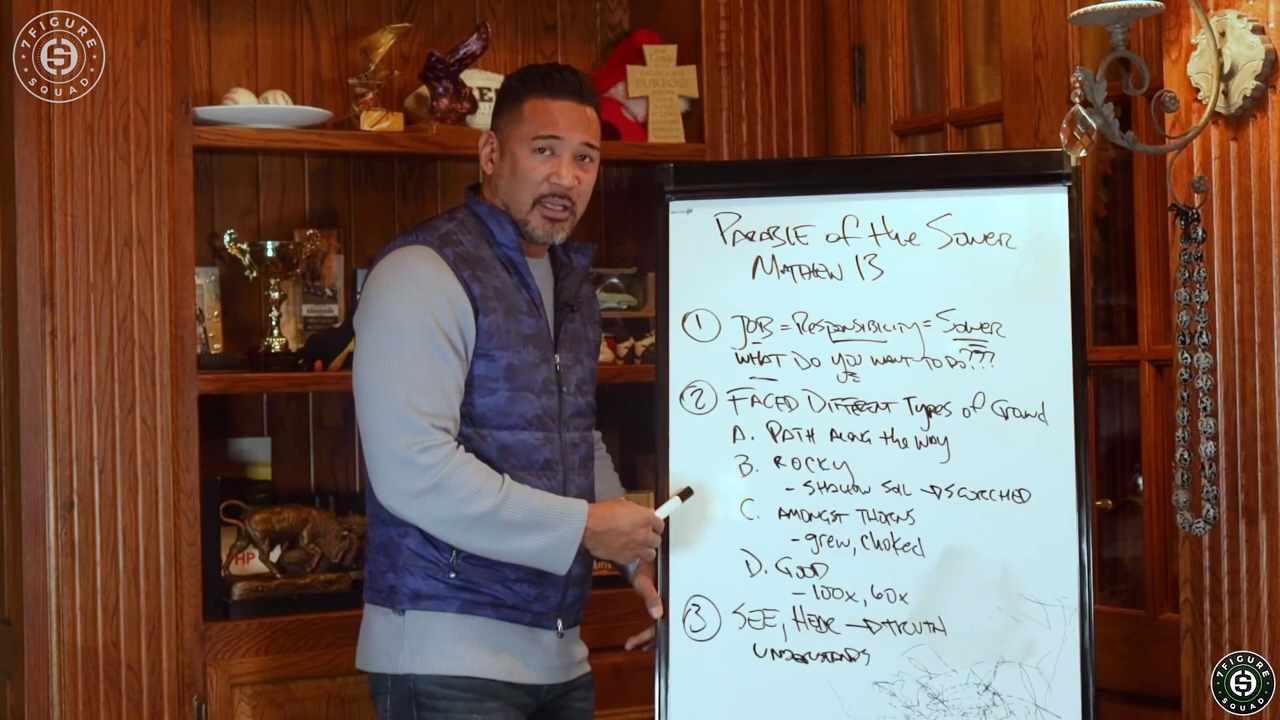 7FIGURE SQUAD
PURPOSE
PARABLE of the SOWER
MATHEW 13
① JOB = RESPONSIBILITY = SOWER
WHAT DO YOU WANT TO DO???
② FACED DIFFERENT TYPES of GROUND
A. PATH ALONG the WAY
B. ROCKY
- SHALLOW SOIL → SCORCHED
C. AMONGST THORNS
- grew, choked
D. GOOD
- 100x, 60x
③ SEE, HEAR → TRUTH
UNDERSTANDS
HP
7FIGURE SQUAD